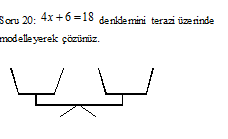 Soru 20: 4x+6=18 denklemini terazi üzerinde
modelleyerek çözünüz.